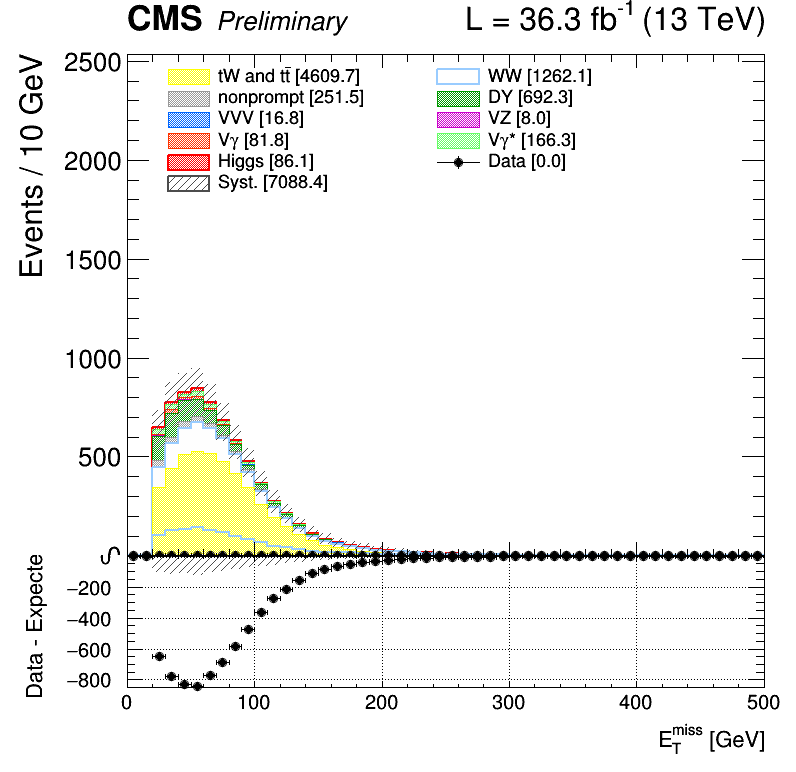 CMS Preliminary L = 36.3 fb-1 (13 TeV)
Events / 10 GeV
2500
2000
1500
1000
500
0
tW and tt̄ [4609.7]
nonprompt [251.5]
VVV [16.8]
Vγ [81.8]
Higgs [86.1]
Syst. [7088.4]
WW [1262.1]
DY [692.3]
VZ [8.0]
Vγ* [166.3]
Data [0.0]
Data - Expecte
−200
−400
−600
−800
0 100 200 300 400 500
E_T^miss [GeV]